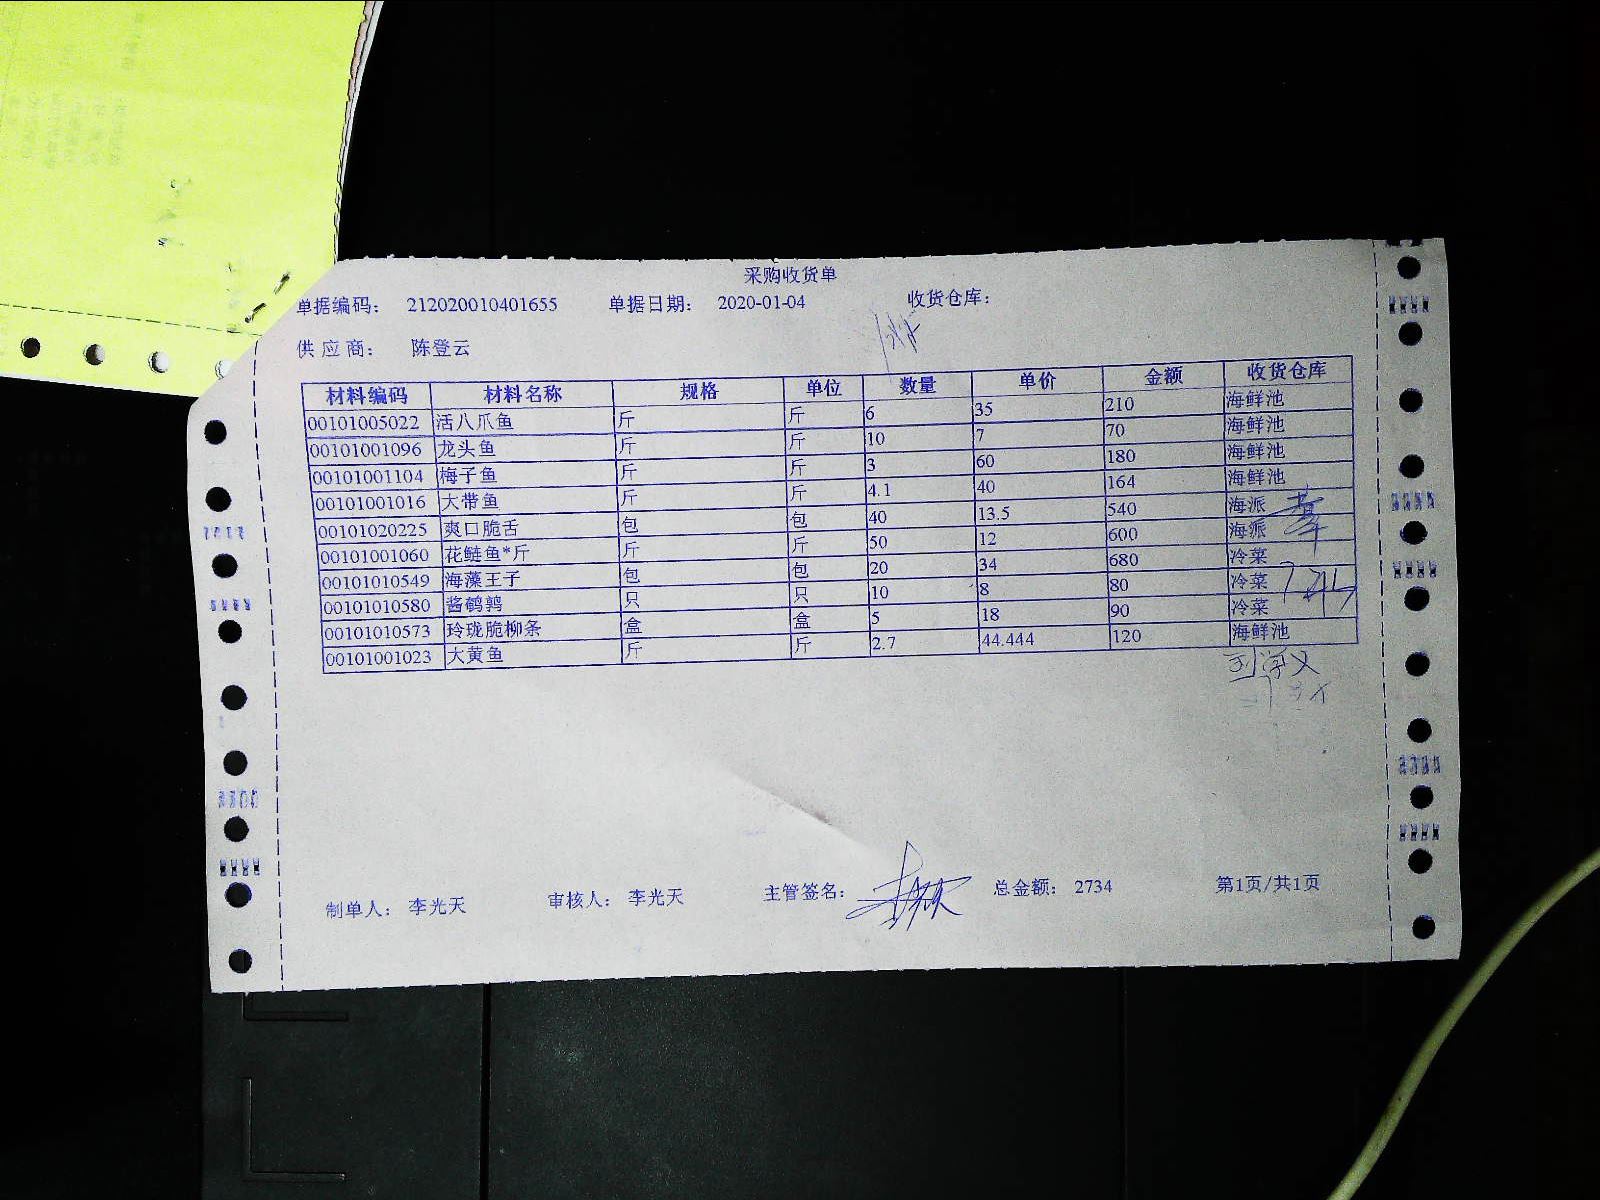 采购收货单
单据编码： 212020010401655 单据日期： 2020-01-04 收货仓库：
供应商： 陈登云
材料编码 材料名称 规格 单位 数量 单价 金额 收货仓库
00101005022 活八爪鱼 斤 斤 6 35 210 海鲜池
00101001096 龙头鱼 斤 斤 10 7 70 海鲜池
00101001104 梅子鱼 斤 斤 3 60 180 海鲜池
00101001016 大带鱼 斤 斤 4.1 40 164 海鲜池
00101020225 爽口脆舌 包 包 40 13.5 540 海派
00101001060 花鲢鱼*斤 斤 斤 50 12 600 海派
00101010549 海藻王子 包 包 20 34 680 冷菜
00101010580 酱鹌鹑 只 只 10 8 80 冷菜
00101010573 玲珑脆柳条 盒 盒 5 18 90 冷菜
00101001023 大黄鱼 斤 斤 2.7 44.444 120 海鲜池
制单人： 李光天 审核人： 李光天 主管签名： 总金额： 2734 第1页/共1页